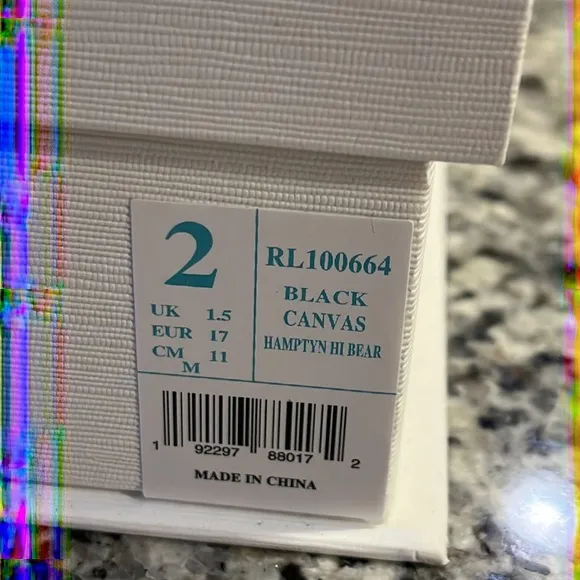 2
UK 1.5
EUR 17
CM 11
M
RL100664
BLACK
CANVAS
HAMPTYN HI BEAR
1 92297 88017 2
MADE IN CHINA